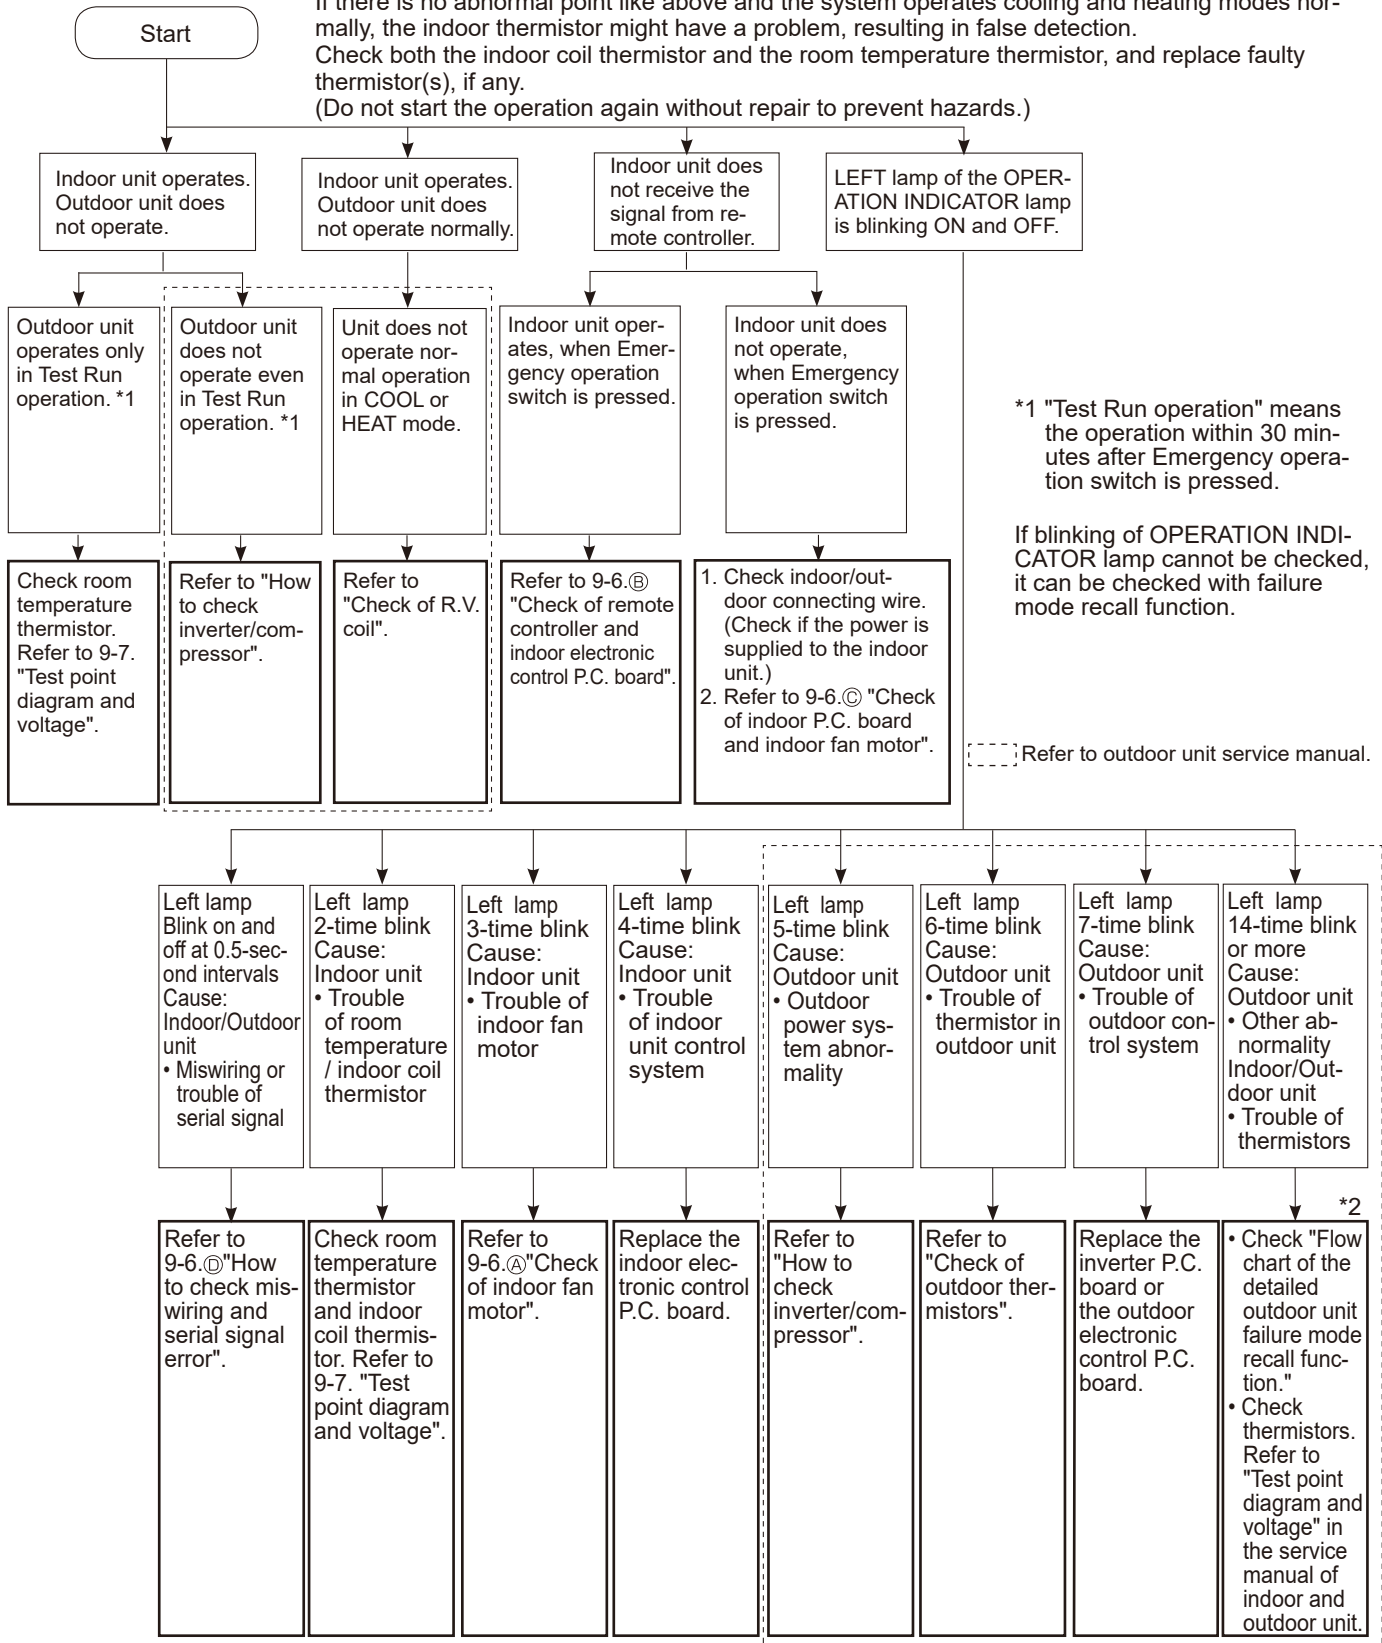 If there is no abnormal point like above and the system operates cooling and heating modes nor-
mally, the indoor thermistor might have a problem, resulting in false detection.
Check both the indoor coil thermistor and the room temperature thermistor, and replace faulty
thermistor(s), if any.
(Do not start the operation again without repair to prevent hazards.)
Start
Indoor unit operates.
Outdoor unit does
not operate.
Indoor unit operates.
Outdoor unit does
not operate normally.
Indoor unit does
not receive the
signal from re-
mote controller.
LEFT lamp of the OPER-
ATION INDICATOR lamp
is blinking ON and OFF.
Outdoor unit
operates only
in Test Run
operation. *1
Outdoor unit
does not
operate even
in Test Run
operation. *1
Unit does not
operate nor-
mal operation
in COOL or
HEAT mode.
Indoor unit oper-
ates, when Emer-
gency operation
switch is pressed.
Indoor unit does
not operate,
when Emergency
operation switch
is pressed.
*1 "Test Run operation" means
the operation within 30 min-
utes after Emergency opera-
tion switch is pressed.
If blinking of OPERATION INDI-
CATOR lamp cannot be checked,
it can be checked with failure
mode recall function.
Check room
temperature
thermistor.
Refer to 9-7.
"Test point
diagram and
voltage".
Refer to "How
to check
inverter/com-
pressor".
Refer to
"Check of R.V.
coil".
Refer to 9-6.Ⓑ
"Check of remote
controller and
indoor electronic
control P.C. board".
1. Check indoor/out-
door connecting wire.
(Check if the power is
supplied to the indoor
unit.)
2. Refer to 9-6.Ⓒ "Check
of indoor P.C. board
and indoor fan motor".
Refer to outdoor unit service manual.
Left lamp
Blink on and
off at 0.5-sec-
ond intervals
Cause:
Indoor/Outdoor
unit
• Miswiring or
trouble of
serial signal
Left lamp
2-time blink
Cause:
Indoor unit
• Trouble
of room
temperature
/ indoor coil
thermistor
Left lamp
3-time blink
Cause:
Indoor unit
• Trouble of
indoor fan
motor
Left lamp
4-time blink
Cause:
Indoor unit
• Trouble
of indoor
unit control
system
Left lamp
5-time blink
Cause:
Outdoor unit
• Outdoor
power sys-
tem abnor-
mality
Left lamp
6-time blink
Cause:
Outdoor unit
• Trouble of
thermistor in
outdoor unit
Left lamp
7-time blink
Cause:
Outdoor unit
• Trouble of
outdoor con-
trol system
Left lamp
14-time blink
or more
Cause:
Outdoor unit
• Other ab-
normality
Indoor/Out-
door unit
• Trouble of
thermistors
*2
Refer to
9-6.Ⓓ"How
to check mis-
wiring and
serial signal
error".
Check room
temperature
thermistor
and indoor
coil thermis-
tor. Refer to
9-7. "Test
point diagram
and voltage".
Refer to
9-6.Ⓐ"Check
of indoor fan
motor".
Replace the
indoor elec-
tronic control
P.C. board.
Refer to
"How to
check
inverter/com-
pressor".
Refer to
"Check of
outdoor ther-
mistors".
Replace the
inverter P.C.
board or
the outdoor
electronic
control P.C.
board.
• Check "Flow
chart of the
detailed
outdoor unit
failure mode
recall func-
tion."
• Check
thermistors.
Refer to
"Test point
diagram and
voltage" in
the service
manual of
indoor and
outdoor unit.